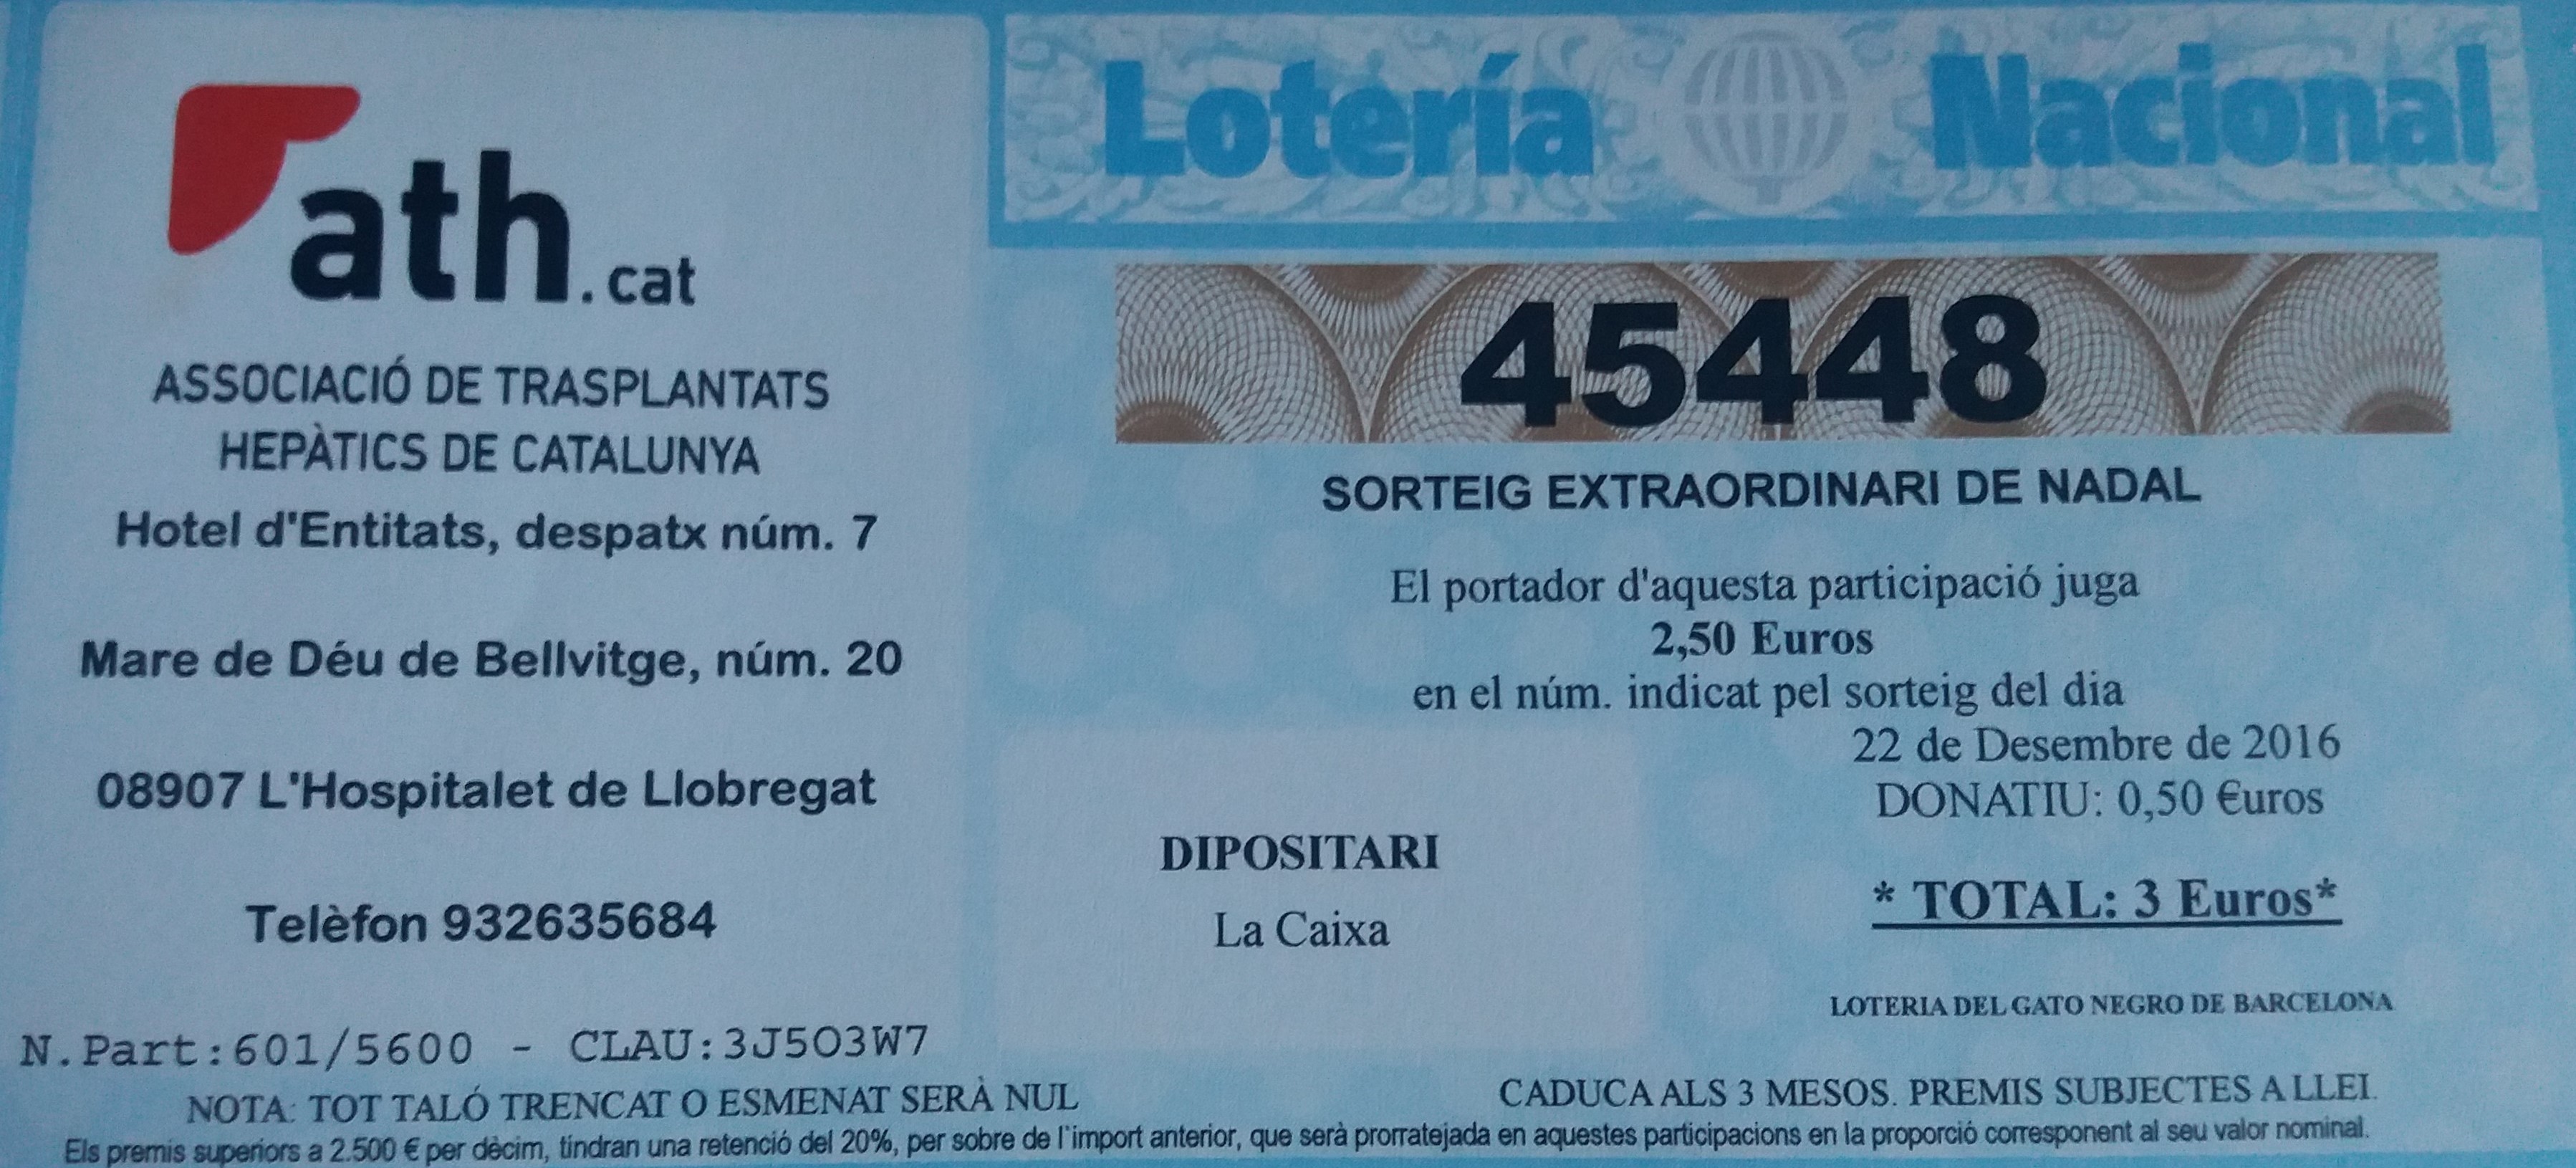 ath.cat
ASSOCIACIÓ DE TRASPLANTATS
HEPÀTICS DE CATALUNYA
Hotel d'Entitats, despatx núm. 7
Mare de Déu de Bellvitge, núm. 20
08907 L'Hospitalet de Llobregat
Telèfon 932635684
N.Part:601/5600 - CLAU:3J5O3W7
Lotería Nacional
45448
SORTEIG EXTRAORDINARI DE NADAL
El portador d'aquesta participació juga
2,50 Euros
en el núm. indicat pel sorteig del dia
22 de Desembre de 2016
DONATIU: 0,50 €uros
* TOTAL: 3 Euros*
DIPOSITARI
La Caixa
LOTERIA DEL GATO NEGRO DE BARCELONA
NOTA: TOT TALÓ TRENCAT O ESMENAT SERÀ NUL
CADUCA ALS 3 MESOS. PREMIS SUBJECTES A LLEI.
Els premis superiors a 2.500 € per dècim, tindran una retenció del 20%, per sobre de l'import anterior, que serà prorratejada en aquestes participacions en la proporció corresponent al seu valor nominal.